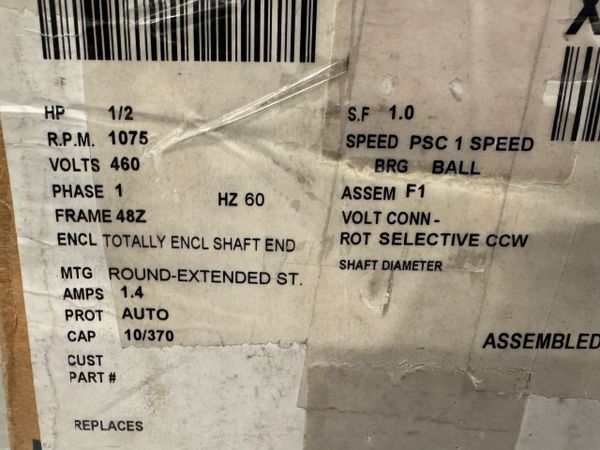 X
HP 1/2 S.F 1.0
R.P.M. 1075 SPEED PSC 1 SPEED
VOLTS 460 BRG BALL
PHASE 1 HZ 60 ASSEM F1
FRAME 48Z VOLT CONN -
ENCL TOTALLY ENCL SHAFT END ROT SELECTIVE CCW
MTG ROUND-EXTENDED ST. SHAFT DIAMETER
AMPS 1.4
PROT AUTO
CAP 10/370 ASSEMBLED
CUST
PART #
REPLACES